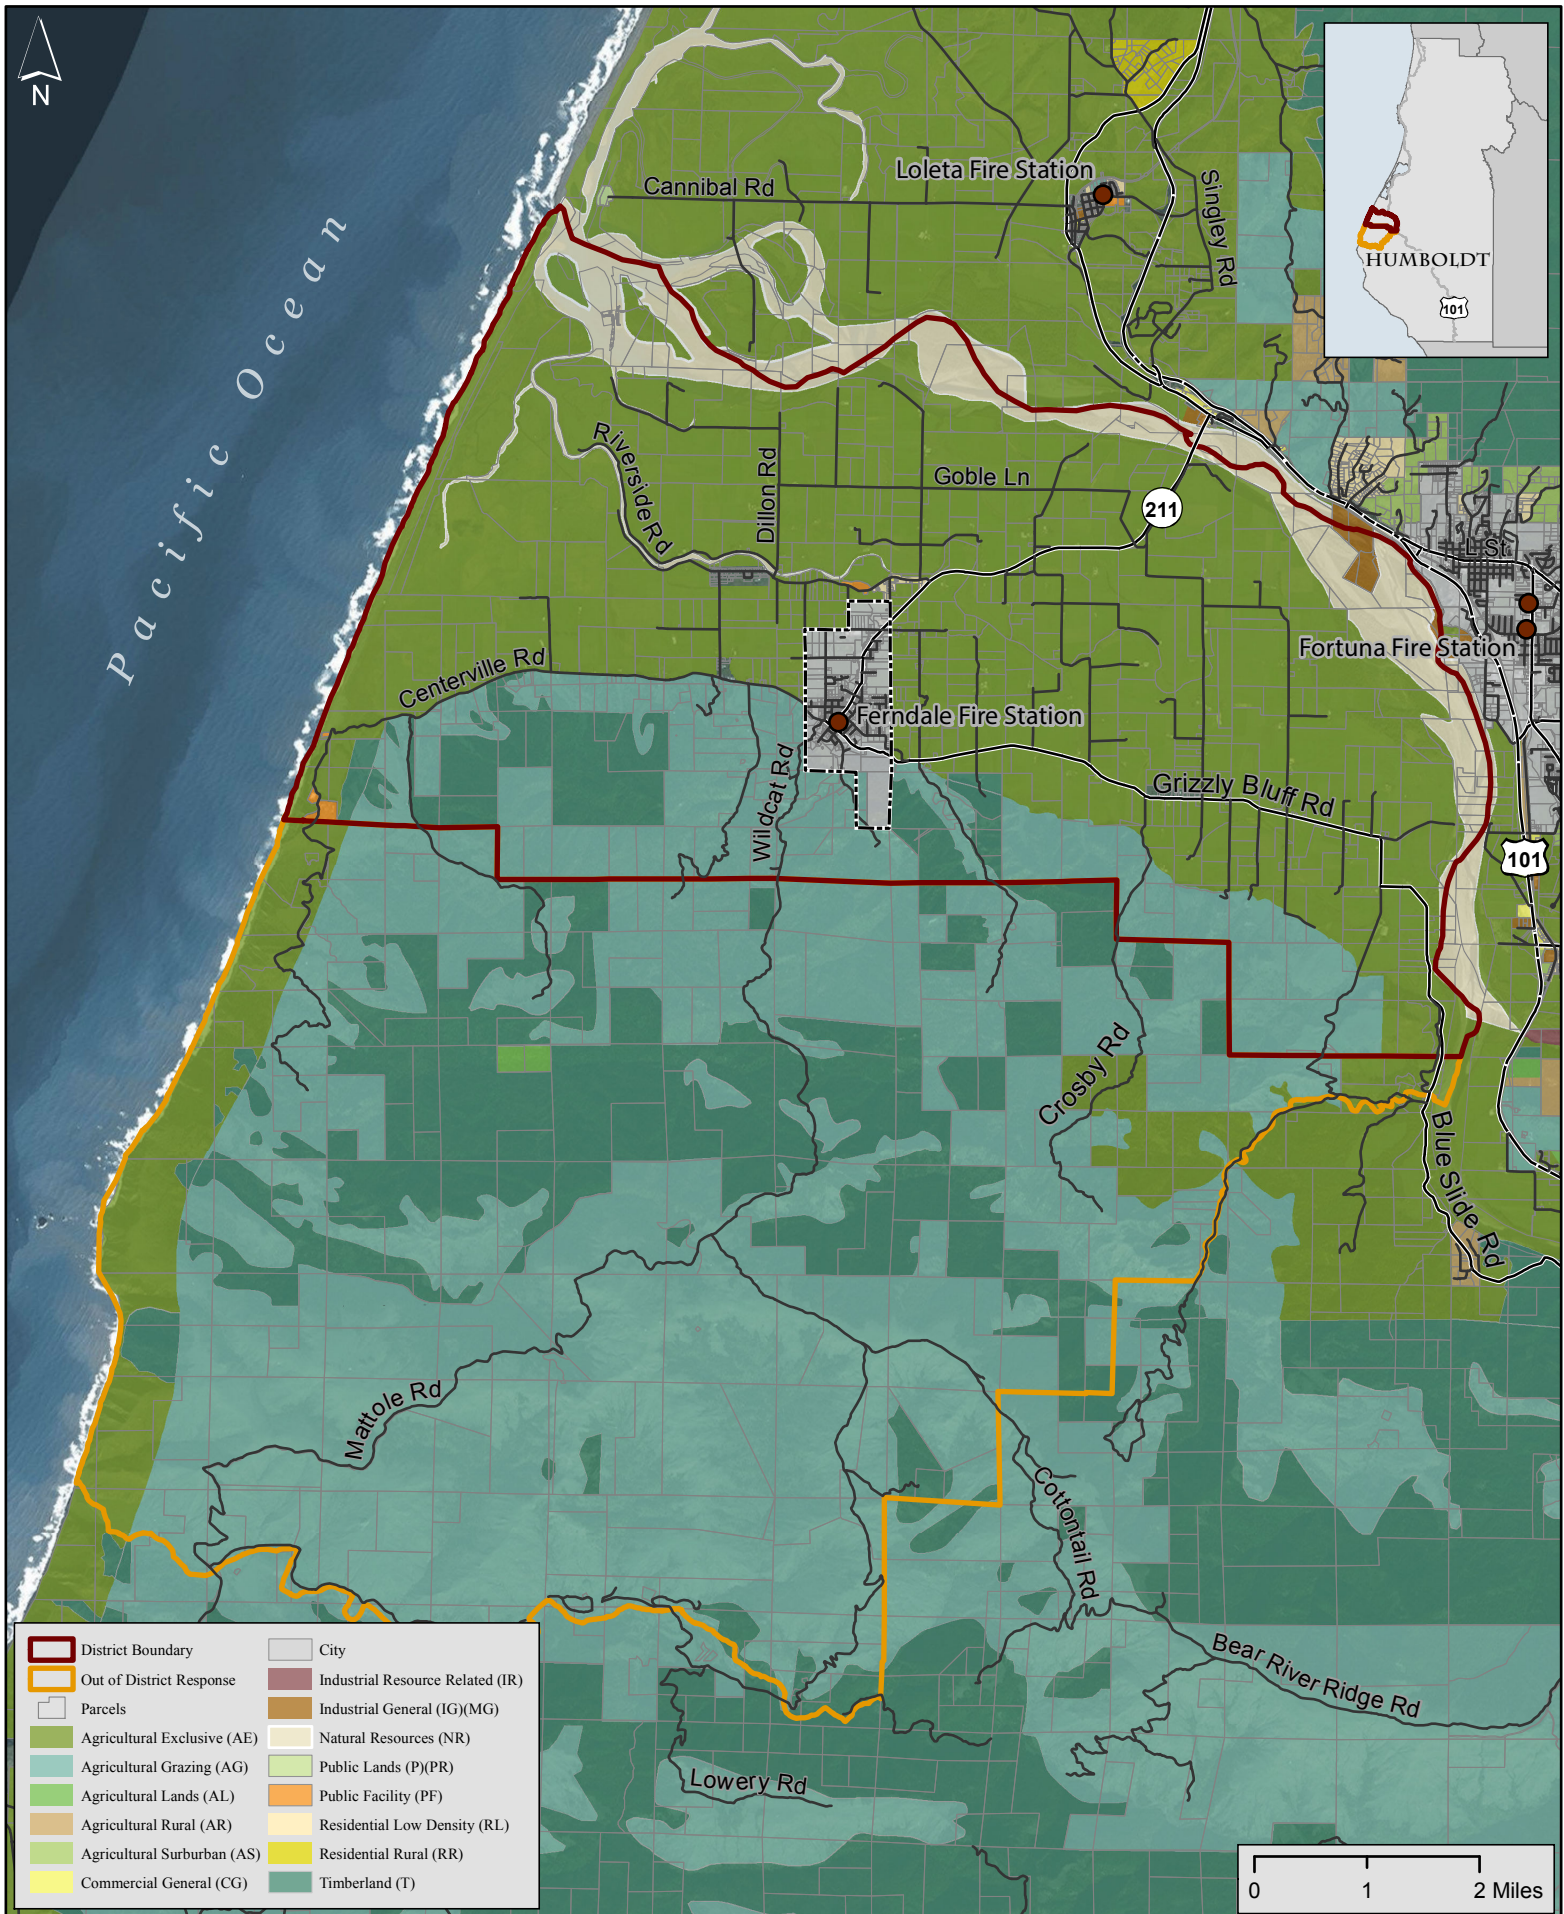 N
Pacific Ocean
Cannibal Rd
Loleta Fire Station
Singley Rd
HUMBOLDT
101
Riverside Rd
Dillon Rd
Goble Ln
211
L St
Fortuna Fire Station
Centerville Rd
Ferndale Fire Station
Wildcat Rd
Grizzly Bluff Rd
101
Crosby Rd
Blue Slide Rd
Mattole Rd
Cottontail Rd
Bear River Ridge Rd
Lowery Rd
District Boundary
Out of District Response
Parcels
Agricultural Exclusive (AE)
Agricultural Grazing (AG)
Agricultural Lands (AL)
Agricultural Rural (AR)
Agricultural Surburban (AS)
Commercial General (CG)
City
Industrial Resource Related (IR)
Industrial General (IG)(MG)
Natural Resources (NR)
Public Lands (P)(PR)
Public Facility (PF)
Residential Low Density (RL)
Residential Rural (RR)
Timberland (T)
0 1 2 Miles